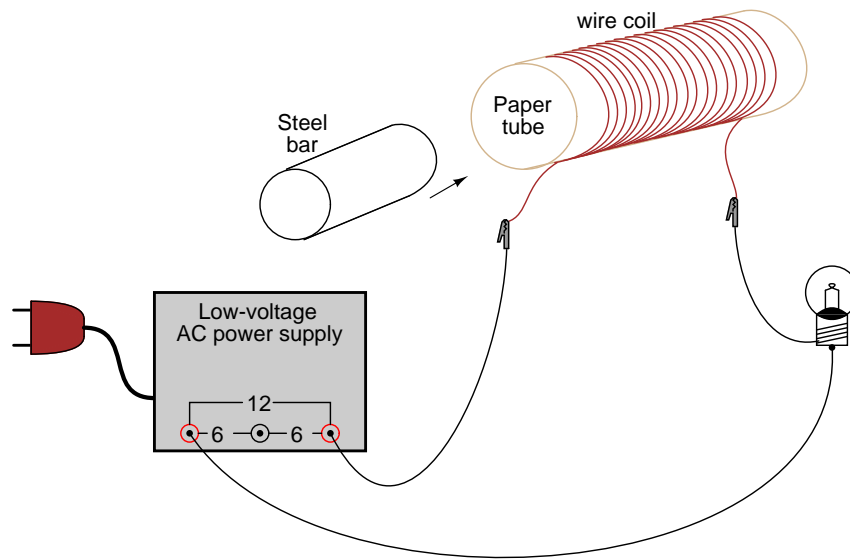 wire coil
Paper
tube
Steel
bar
Low-voltage
AC power supply
12
6 6